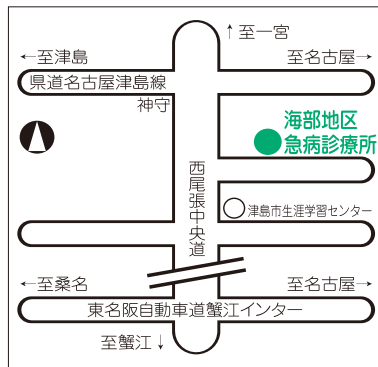 ↑至一宮
←至津島
至名古屋→
県道名古屋津島線
神守
海部地区
急病診療所
西尾張中央道
津島市生涯学習センター
←至桑名
至名古屋→
東名阪自動車道蟹江インター
至蟹江↓